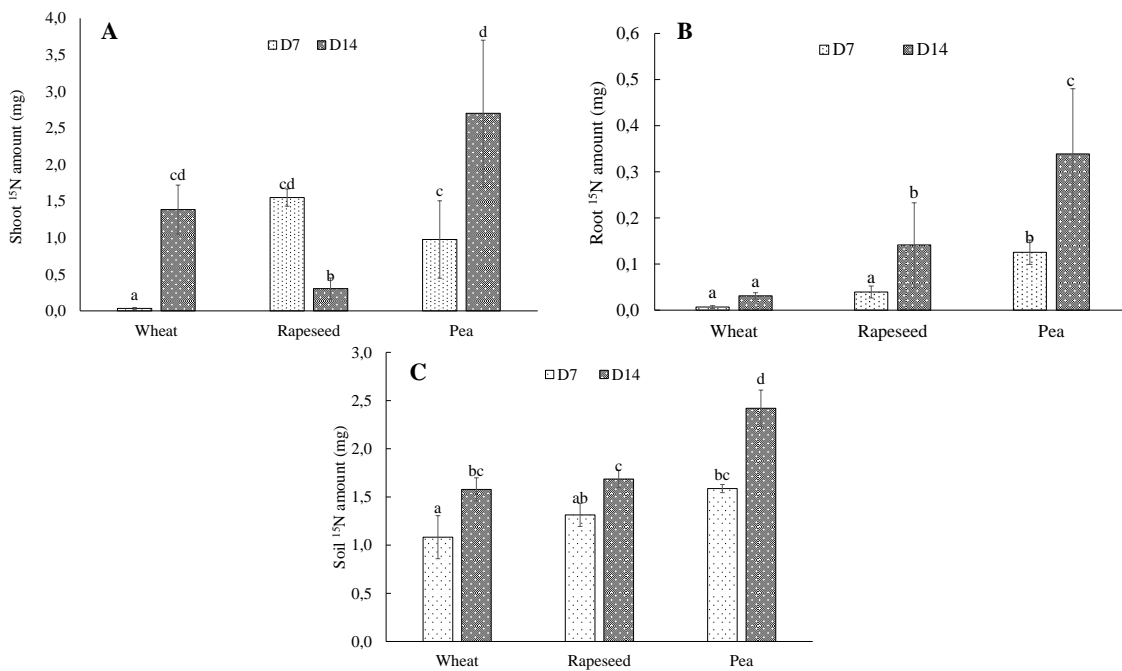 A
D7 D14
Shoot ¹⁵N amount (mg)
4,0
3,5
3,0
2,5
2,0
1,5
1,0
0,5
0,0
a
cd
cd
b
c
d
Wheat Rapeseed Pea
B
D7 D14
Root ¹⁵N amount (mg)
0,6
0,5
0,4
0,3
0,2
0,1
0,0
a
a
a
b
b
c
Wheat Rapeseed Pea
C
D7 D14
Soil ¹⁵N amount (mg)
3,0
2,5
2,0
1,5
1,0
0,5
0,0
a
bc
ab
c
bc
d
Wheat Rapeseed Pea